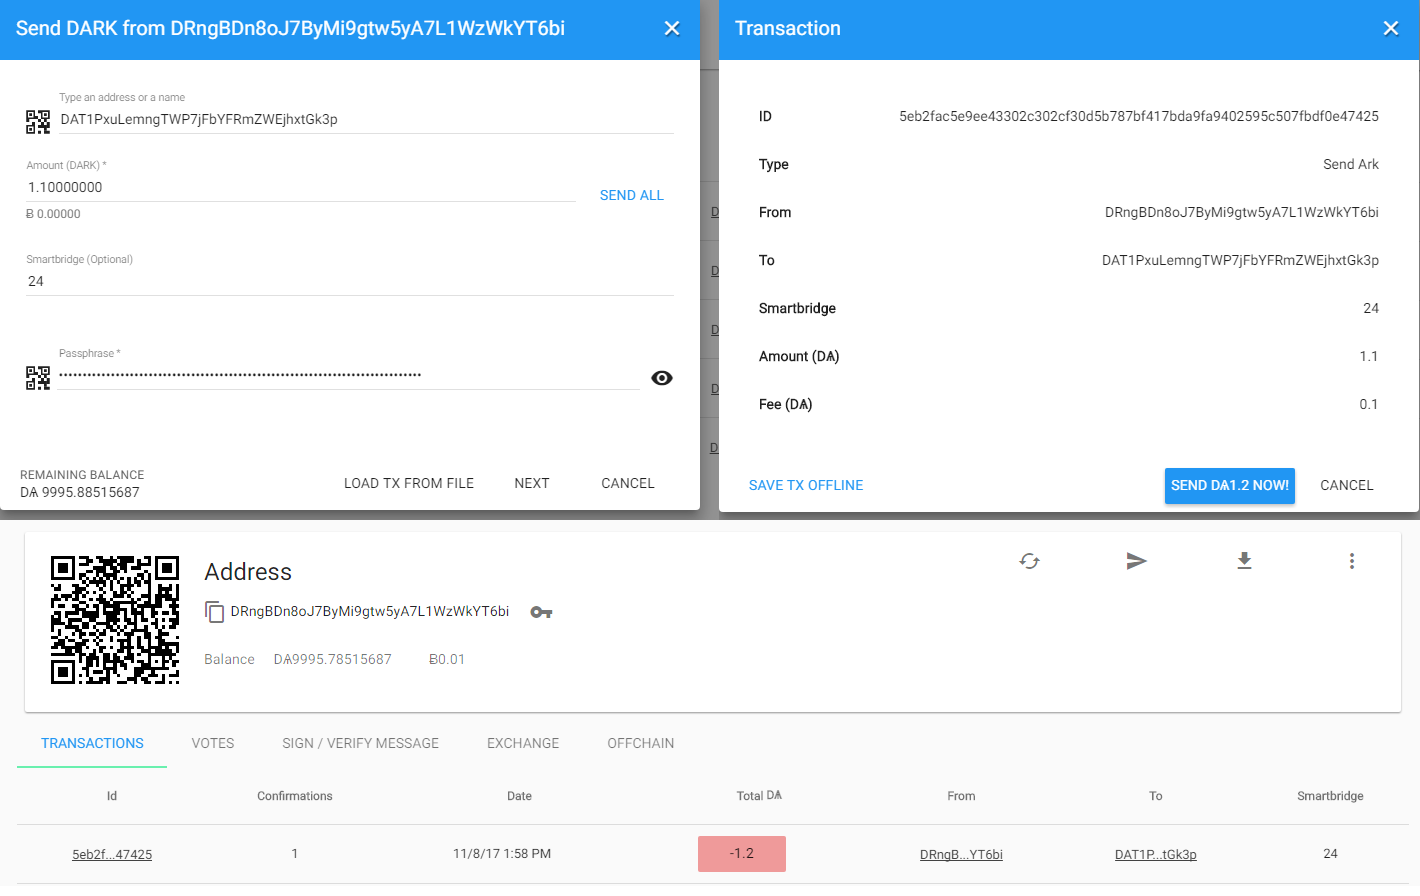 Send DARK from DRngBDn8oJ7ByMi9gtw5yA7L1WzWkYT6bi
Type an address or a name
DAT1PxuLemngTWP7jFbYFRmZWEjhxtGk3p
Amount (DARK) *
1.10000000
SEND ALL
Ƀ 0.00000
Smartbridge (Optional)
24
Passphrase *
REMAINING BALANCE
DѦ 9995.88515687
LOAD TX FROM FILE NEXT CANCEL
Transaction
ID 5eb2fac5e9ee43302c302cf30d5b787bf417bda9fa9402595c507fbdf0e47425
Type Send Ark
From DRngBDn8oJ7ByMi9gtw5yA7L1WzWkYT6bi
To DAT1PxuLemngTWP7jFbYFRmZWEjhxtGk3p
Smartbridge 24
Amount (DѦ) 1.1
Fee (DѦ) 0.1
SAVE TX OFFLINE SEND DѦ1.2 NOW! CANCEL
D
D
D
D
D
Address
DRngBDn8oJ7ByMi9gtw5yA7L1WzWkYT6bi
Balance DѦ9995.78515687 Ƀ0.01
TRANSACTIONS VOTES SIGN / VERIFY MESSAGE EXCHANGE OFFCHAIN
Id Confirmations Date Total DѦ From To Smartbridge
5eb2f...47425 1 11/8/17 1:58 PM -1.2 DRngB...YT6bi DAT1P...tGk3p 24